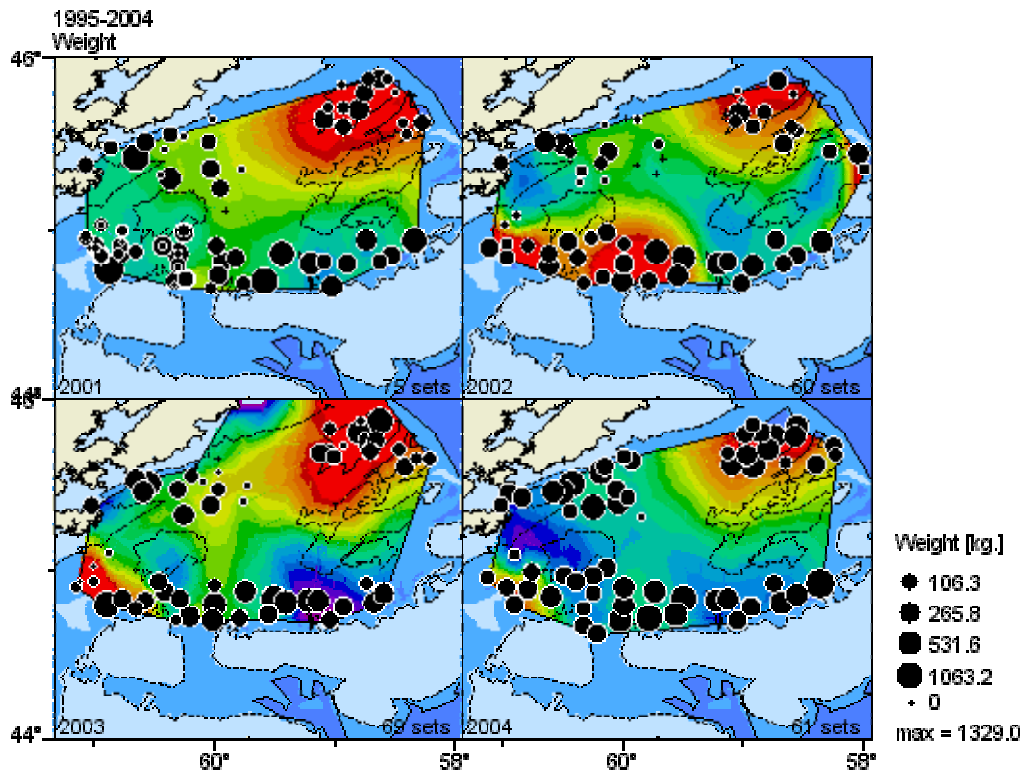 1995-2004
Weight
46°
2001
75 sets
2002
60 sets
2003
69 sets
2004
61 sets
44°
60°
58°
60°
58°
Weight [kg.]
106.3
265.8
531.6
1063.2
0
max = 1329.0